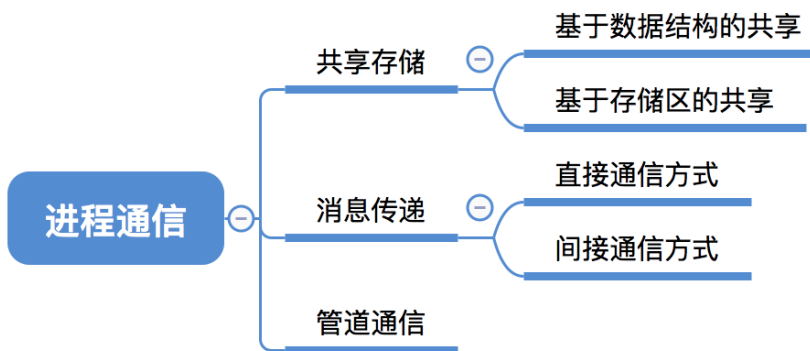 进程通信
共享存储
基于数据结构的共享
基于存储区的共享
消息传递
直接通信方式
间接通信方式
管道通信